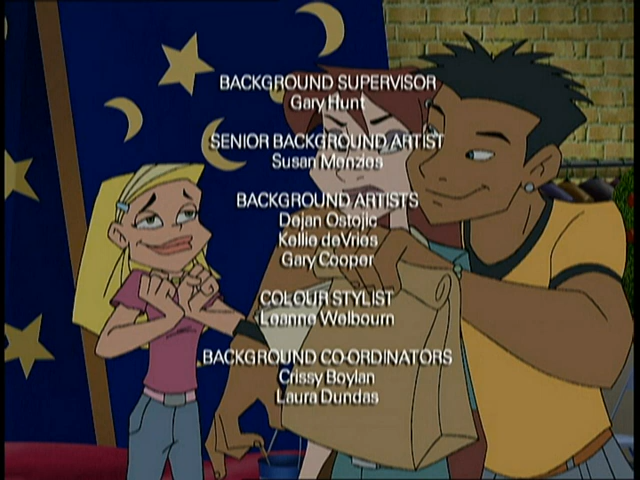 BACKGROUND SUPERVISOR
Gary Hunt
SENIOR BACKGROUND ARTIST
Susan Menzies
BACKGROUND ARTISTS
Dejan Ostojic
Kellie deVries
Gary Cooper
COLOUR STYLIST
Leanne Welbourn
BACKGROUND CO-ORDINATORS
Crissy Boylan
Laura Dundas